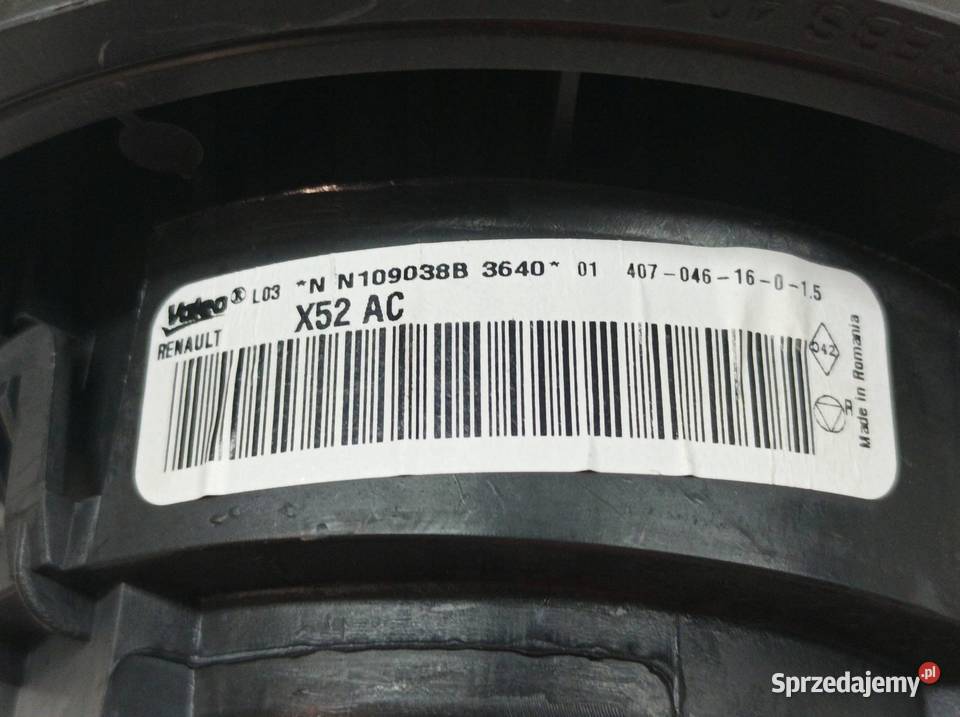 Valeo® L03 *N N109038B 3640* 01 407-046-16-0-1.5
RENAULT X52 AC
042
R
Made in Romania
Sprzedajemy.pl